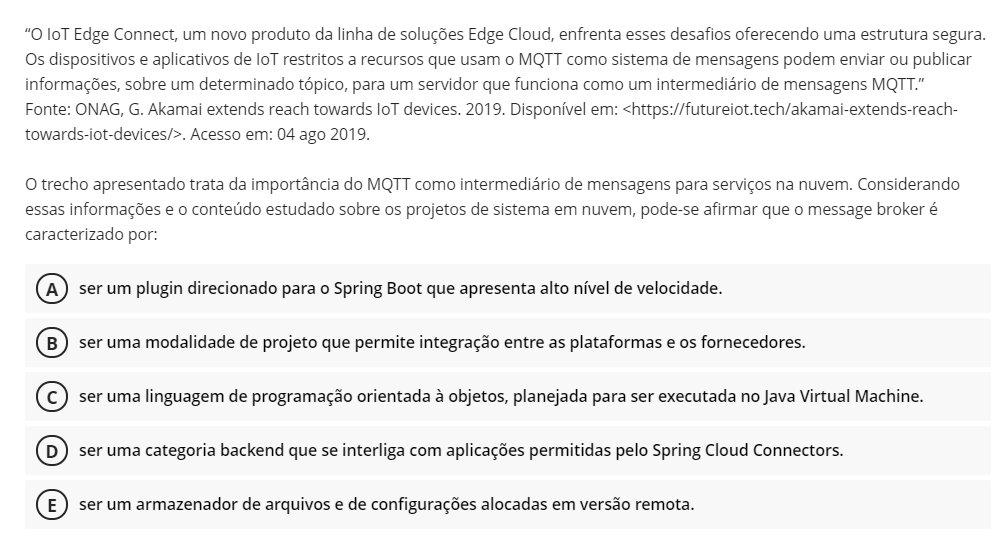 “O IoT Edge Connect, um novo produto da linha de soluções Edge Cloud, enfrenta esses desafios oferecendo uma estrutura segura.
Os dispositivos e aplicativos de IoT restritos a recursos que usam o MQTT como sistema de mensagens podem enviar ou publicar
informações, sobre um determinado tópico, para um servidor que funciona como um intermediário de mensagens MQTT.”
Fonte: ONAG, G. Akamai extends reach towards IoT devices. 2019. Disponível em: <https://futureiot.tech/akamai-extends-reach-
towards-iot-devices/>. Acesso em: 04 ago 2019.
O trecho apresentado trata da importância do MQTT como intermediário de mensagens para serviços na nuvem. Considerando
essas informações e o conteúdo estudado sobre os projetos de sistema em nuvem, pode-se afirmar que o message broker é
caracterizado por:
A ser um plugin direcionado para o Spring Boot que apresenta alto nível de velocidade.
B ser uma modalidade de projeto que permite integração entre as plataformas e os fornecedores.
C ser uma linguagem de programação orientada à objetos, planejada para ser executada no Java Virtual Machine.
D ser uma categoria backend que se interliga com aplicações permitidas pelo Spring Cloud Connectors.
E ser um armazenador de arquivos e de configurações alocadas em versão remota.